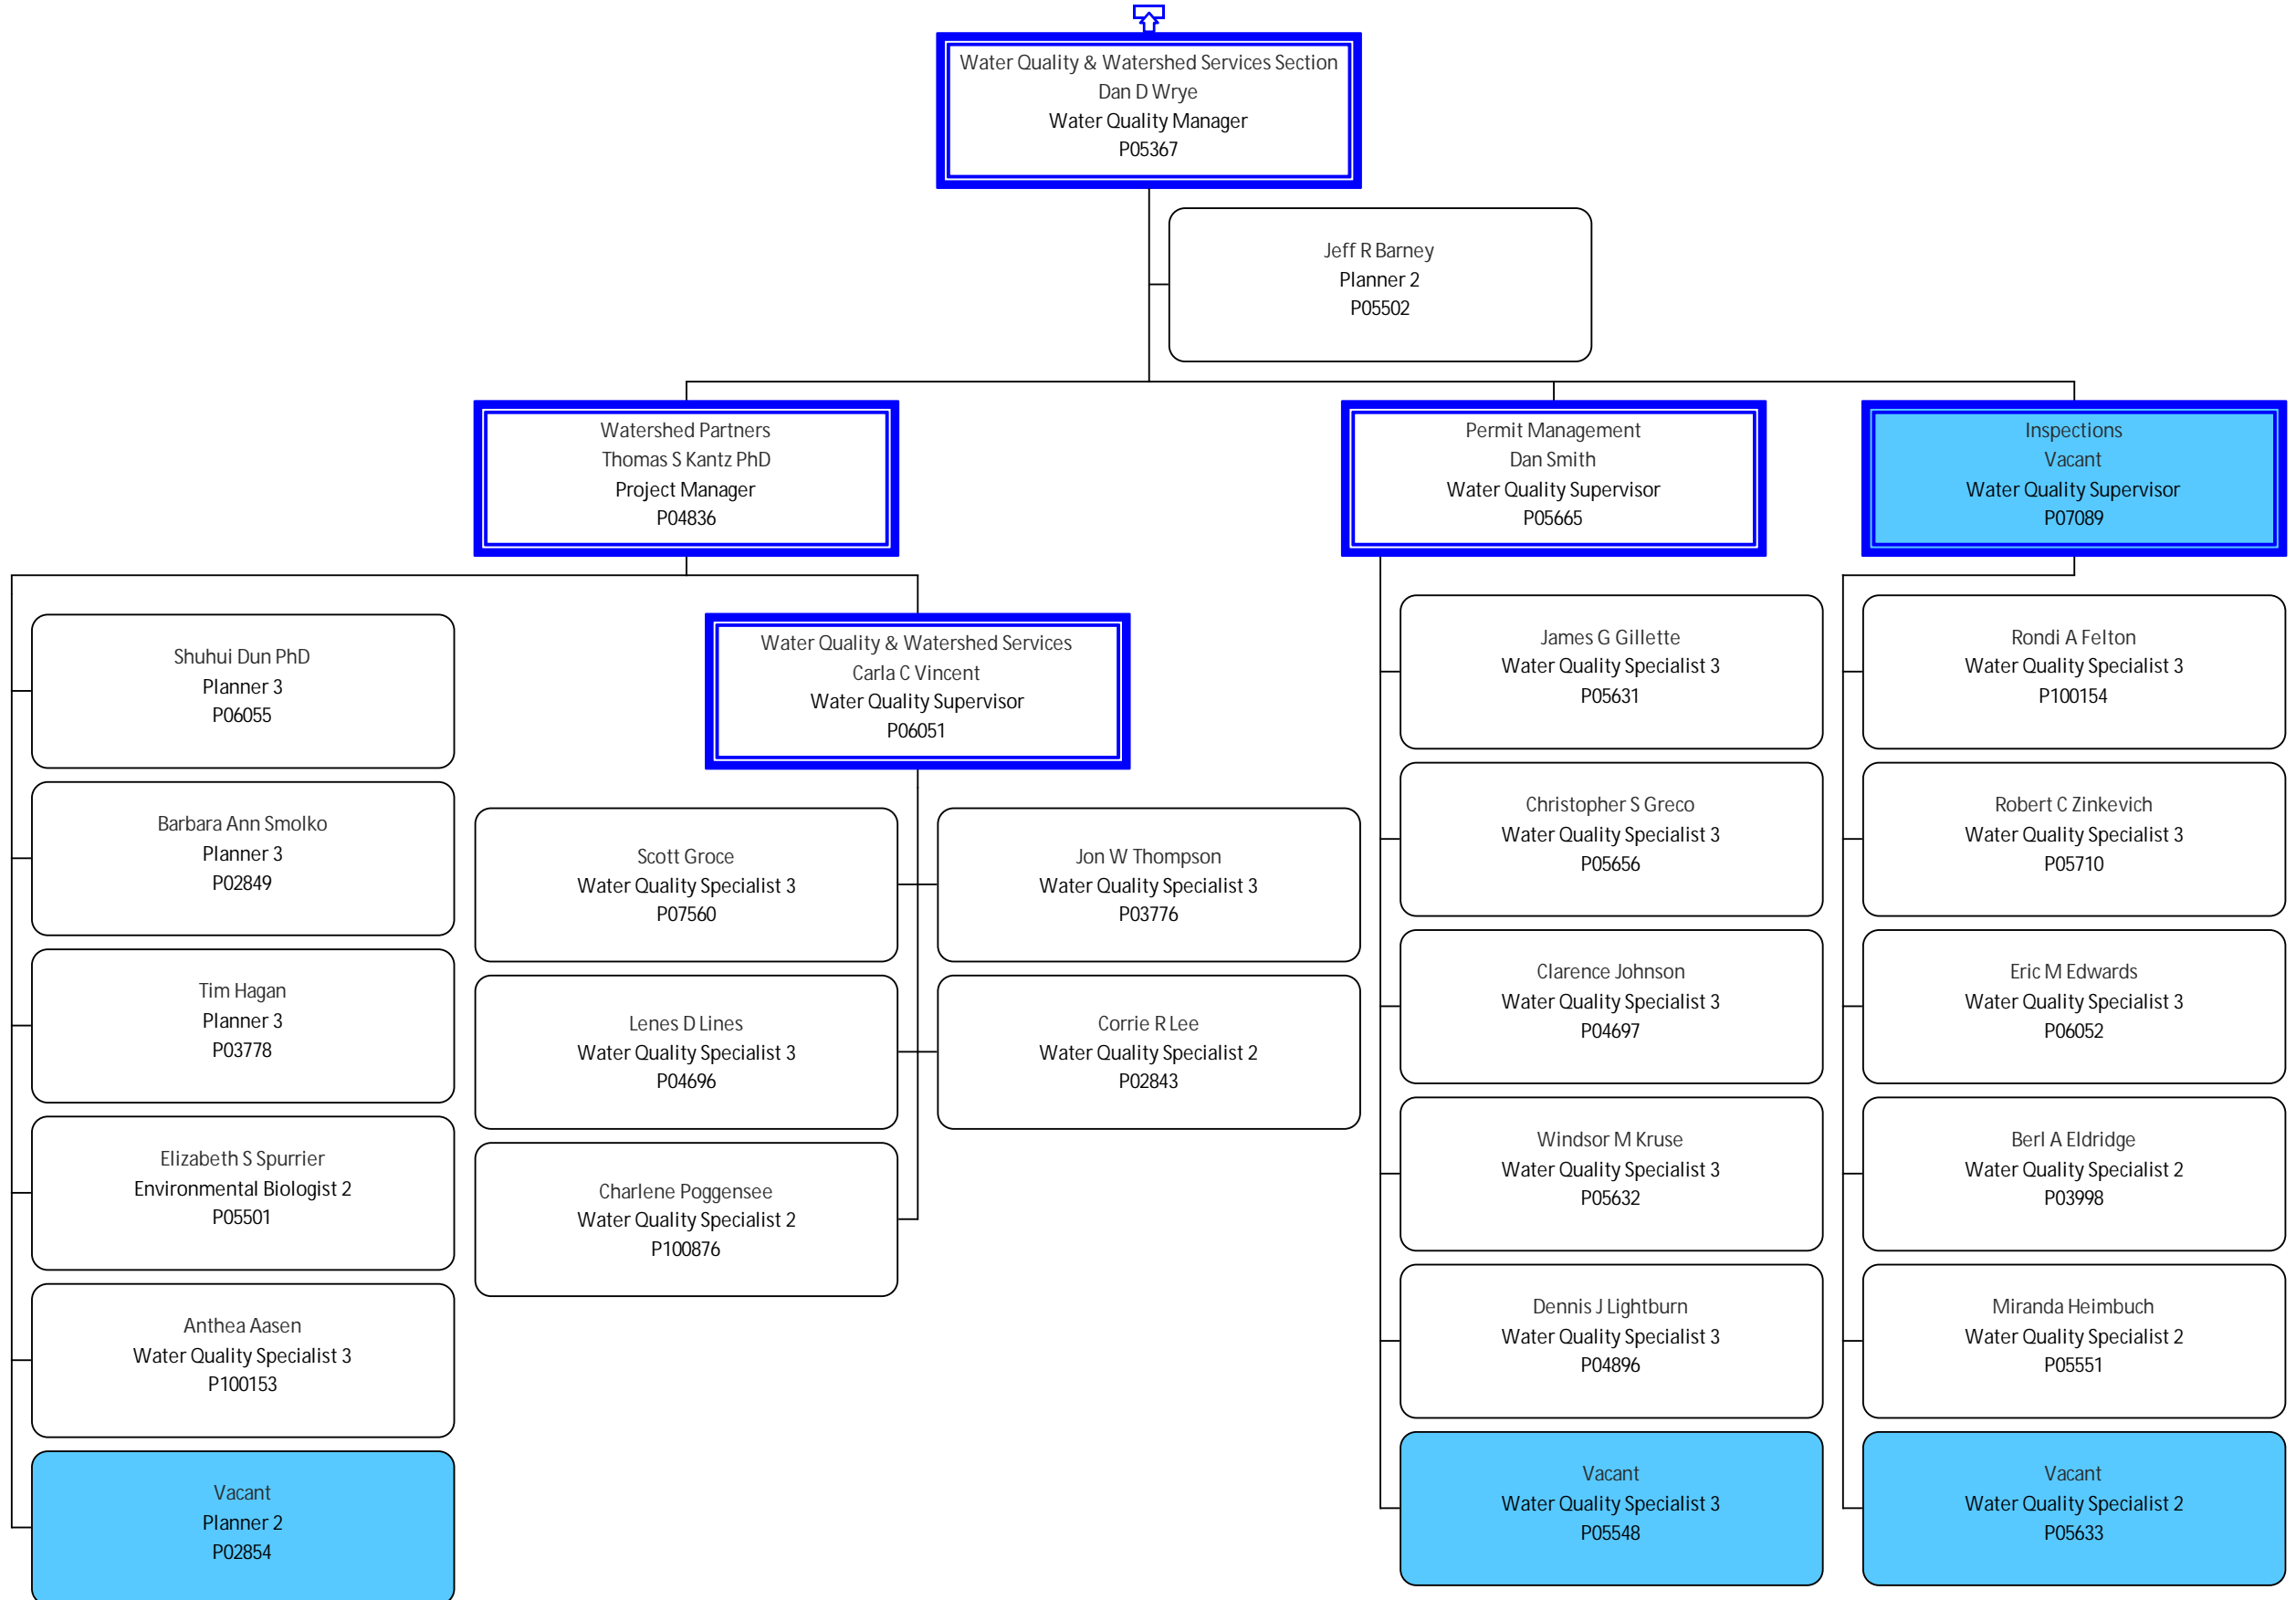 Water Quality & Watershed Services Section
Dan D Wrye
Water Quality Manager
P05367
Jeff R Barney
Planner 2
P05502
Watershed Partners
Thomas S Kantz PhD
Project Manager
P04836
Permit Management
Dan Smith
Water Quality Supervisor
P05665
Inspections
Vacant
Water Quality Supervisor
P07089
Shuhui Dun PhD
Planner 3
P06055
Barbara Ann Smolko
Planner 3
P02849
Tim Hagan
Planner 3
P03778
Elizabeth S Spurrier
Environmental Biologist 2
P05501
Anthea Aasen
Water Quality Specialist 3
P100153
Vacant
Planner 2
P02854
Water Quality & Watershed Services
Carla C Vincent
Water Quality Supervisor
P06051
Scott Groce
Water Quality Specialist 3
P07560
Jon W Thompson
Water Quality Specialist 3
P03776
Lenes D Lines
Water Quality Specialist 3
P04696
Corrie R Lee
Water Quality Specialist 2
P02843
Charlene Poggensee
Water Quality Specialist 2
P100876
James G Gillette
Water Quality Specialist 3
P05631
Christopher S Greco
Water Quality Specialist 3
P05656
Clarence Johnson
Water Quality Specialist 3
P04697
Windsor M Kruse
Water Quality Specialist 3
P05632
Dennis J Lightburn
Water Quality Specialist 3
P04896
Vacant
Water Quality Specialist 3
P05548
Rondi A Felton
Water Quality Specialist 3
P100154
Robert C Zinkevich
Water Quality Specialist 3
P05710
Eric M Edwards
Water Quality Specialist 3
P06052
Berl A Eldridge
Water Quality Specialist 2
P03998
Miranda Heimbuch
Water Quality Specialist 2
P05551
Vacant
Water Quality Specialist 2
P05633